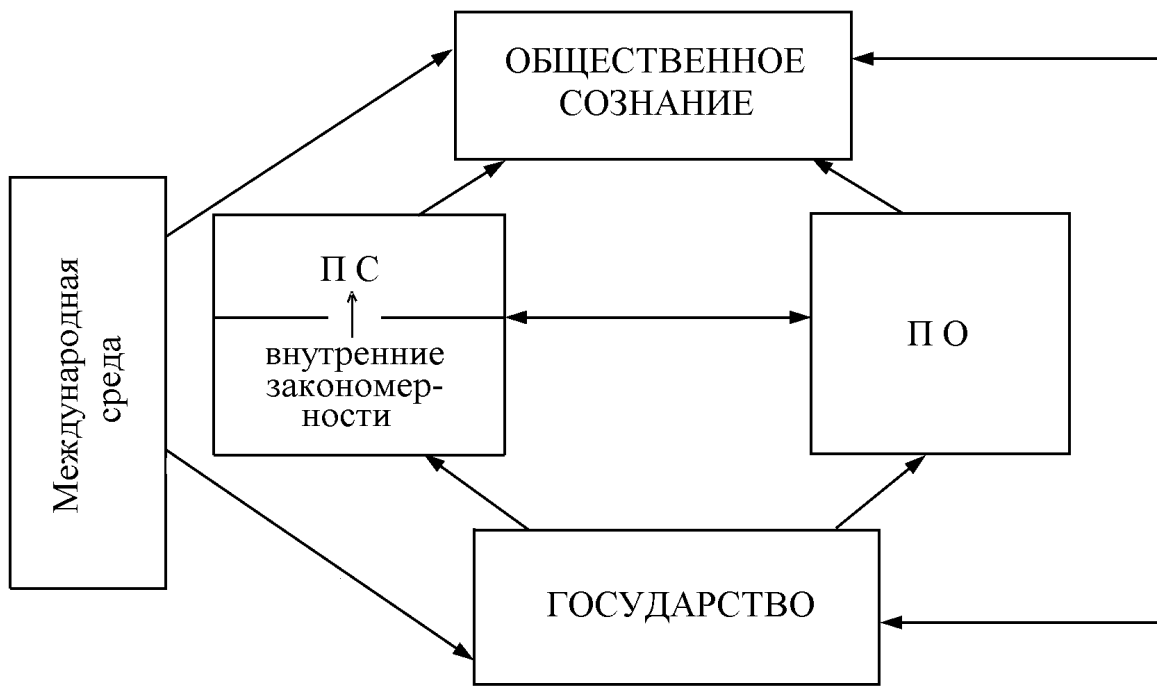 ОБЩЕСТВЕННОЕ
СОЗНАНИЕ
Международная
среда
П С
внутренние
закономер-
ности
П О
ГОСУДАРСТВО